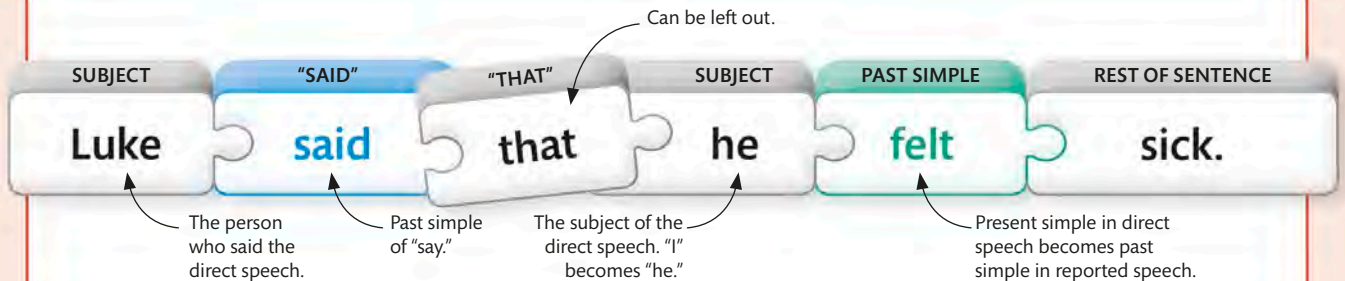 Can be left out.
SUBJECT "SAID" "THAT" SUBJECT PAST SIMPLE REST OF SENTENCE
Luke said that he felt sick.
The person
who said the
direct speech.
Past simple
of "say."
The subject of the
direct speech. "I"
becomes "he."
Present simple in direct
speech becomes past
simple in reported speech.